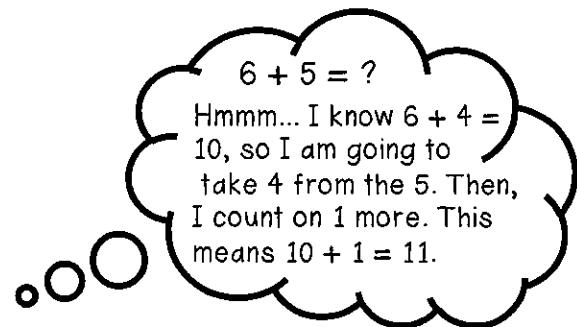 6 + 5 = ?
Hmmm... I know 6 + 4 =
10, so I am going to
take 4 from the 5. Then,
I count on 1 more. This
means 10 + 1 = 11.